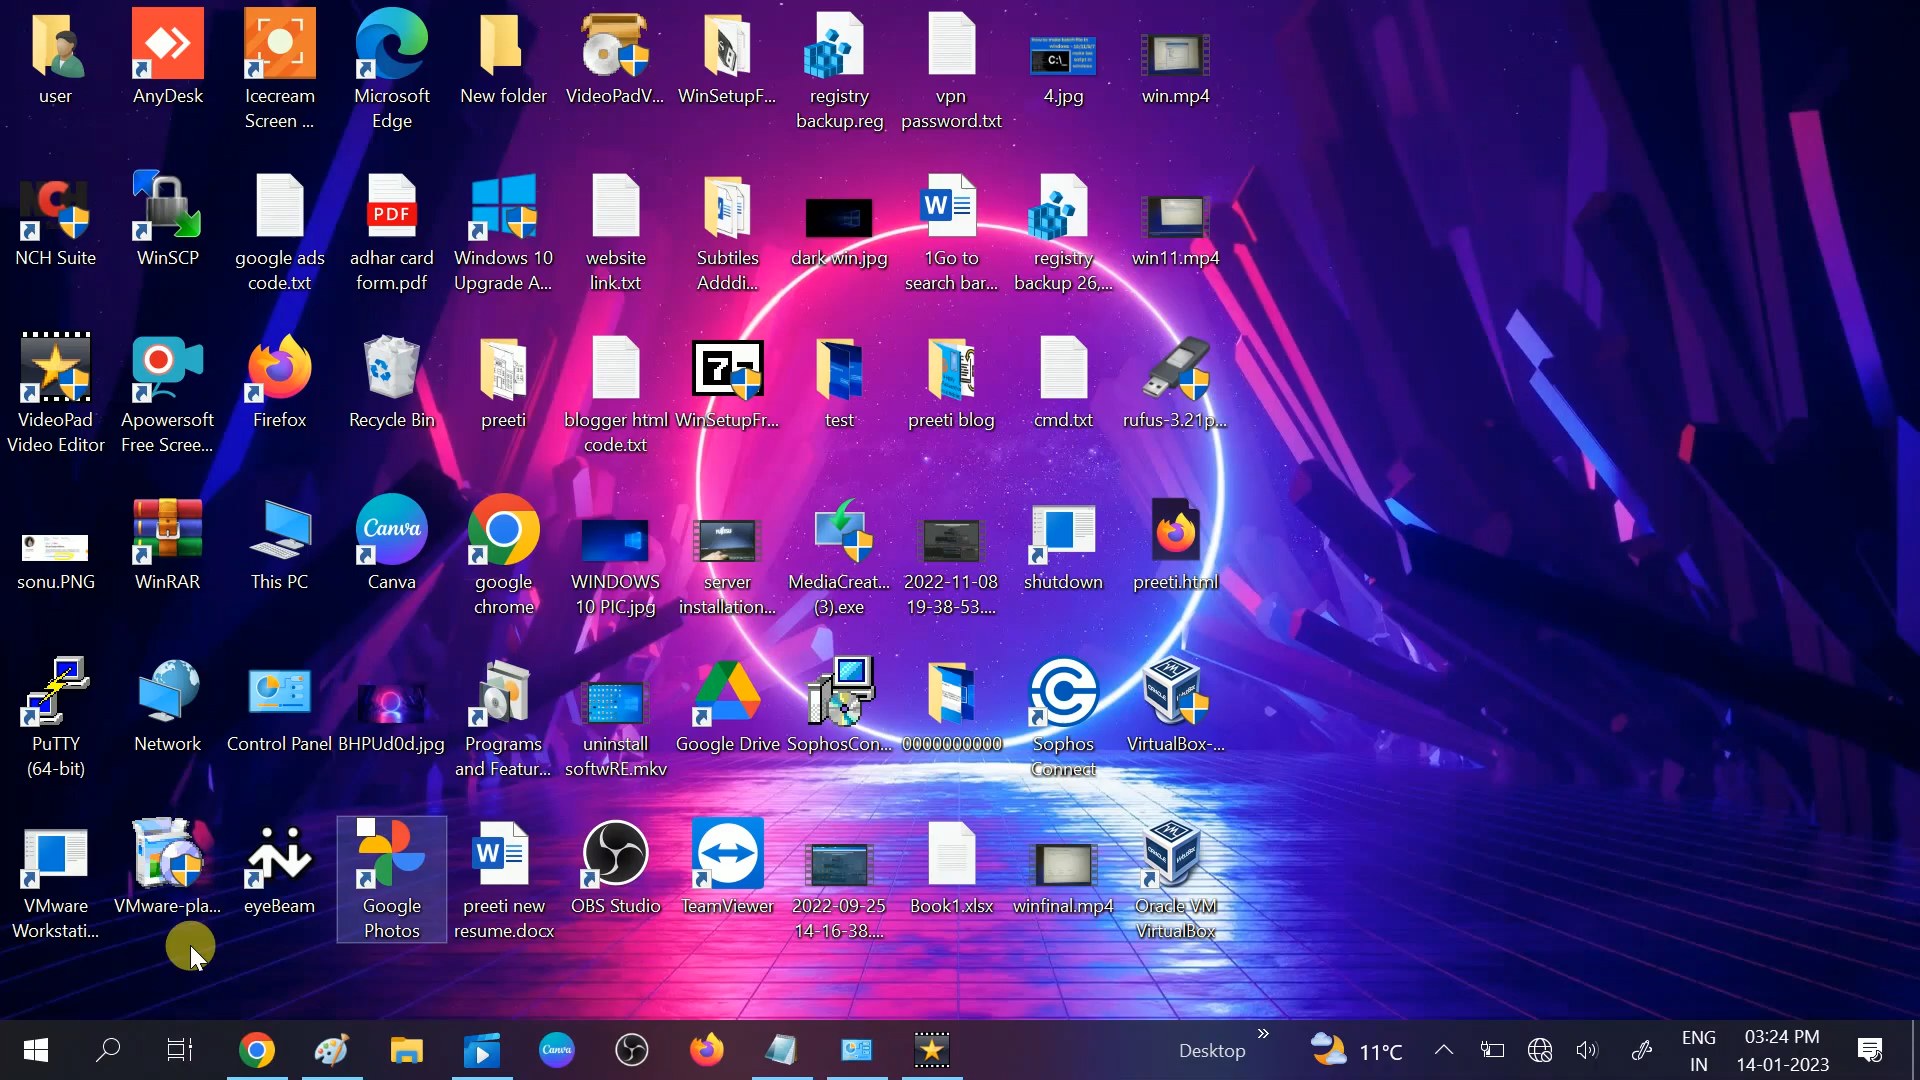 user
AnyDesk
Icecream
Screen ...
Microsoft
Edge
New folder
VideoPadV...
WinSetupF...
registry
backup.reg
vpn
password.txt
C:\_
4.jpg
win.mp4
NCH Suite
WinSCP
google ads
code.txt
PDF
adhar card
form.pdf
Windows 10
Upgrade A...
website
link.txt
Subtiles
Adddi...
dark win.jpg
W
1Go to
search bar...
registry
backup 26,...
win11.mp4
VideoPad
Video Editor
Apowersoft
Free Scree...
Firefox
Recycle Bin
preeti
blogger html
code.txt
WinSetupFr...
test
preeti blog
cmd.txt
rufus-3.21p...
sonu.PNG
WinRAR
This PC
Canva
Canva
google
chrome
WINDOWS
10 PIC.jpg
server
installation...
MediaCreat...
(3).exe
2022-11-08
19-38-53....
shutdown
preeti.html
PuTTY
(64-bit)
Network
Control Panel
BHPUd0d.jpg
Programs
and Featur...
uninstall
softwRE.mkv
Google Drive
SophosCon...
0000000000
Sophos
Connect
VirtualBox-...
VMware
Workstati...
VMware-pla...
eyeBeam
Google
Photos
W
preeti new
resume.docx
OBS Studio
TeamViewer
2022-09-25
14-16-38....
Book1.xlsx
winfinal.mp4
Oracle VM
VirtualBox
Canva
Desktop
11°C
ENG
IN
03:24 PM
14-01-2023